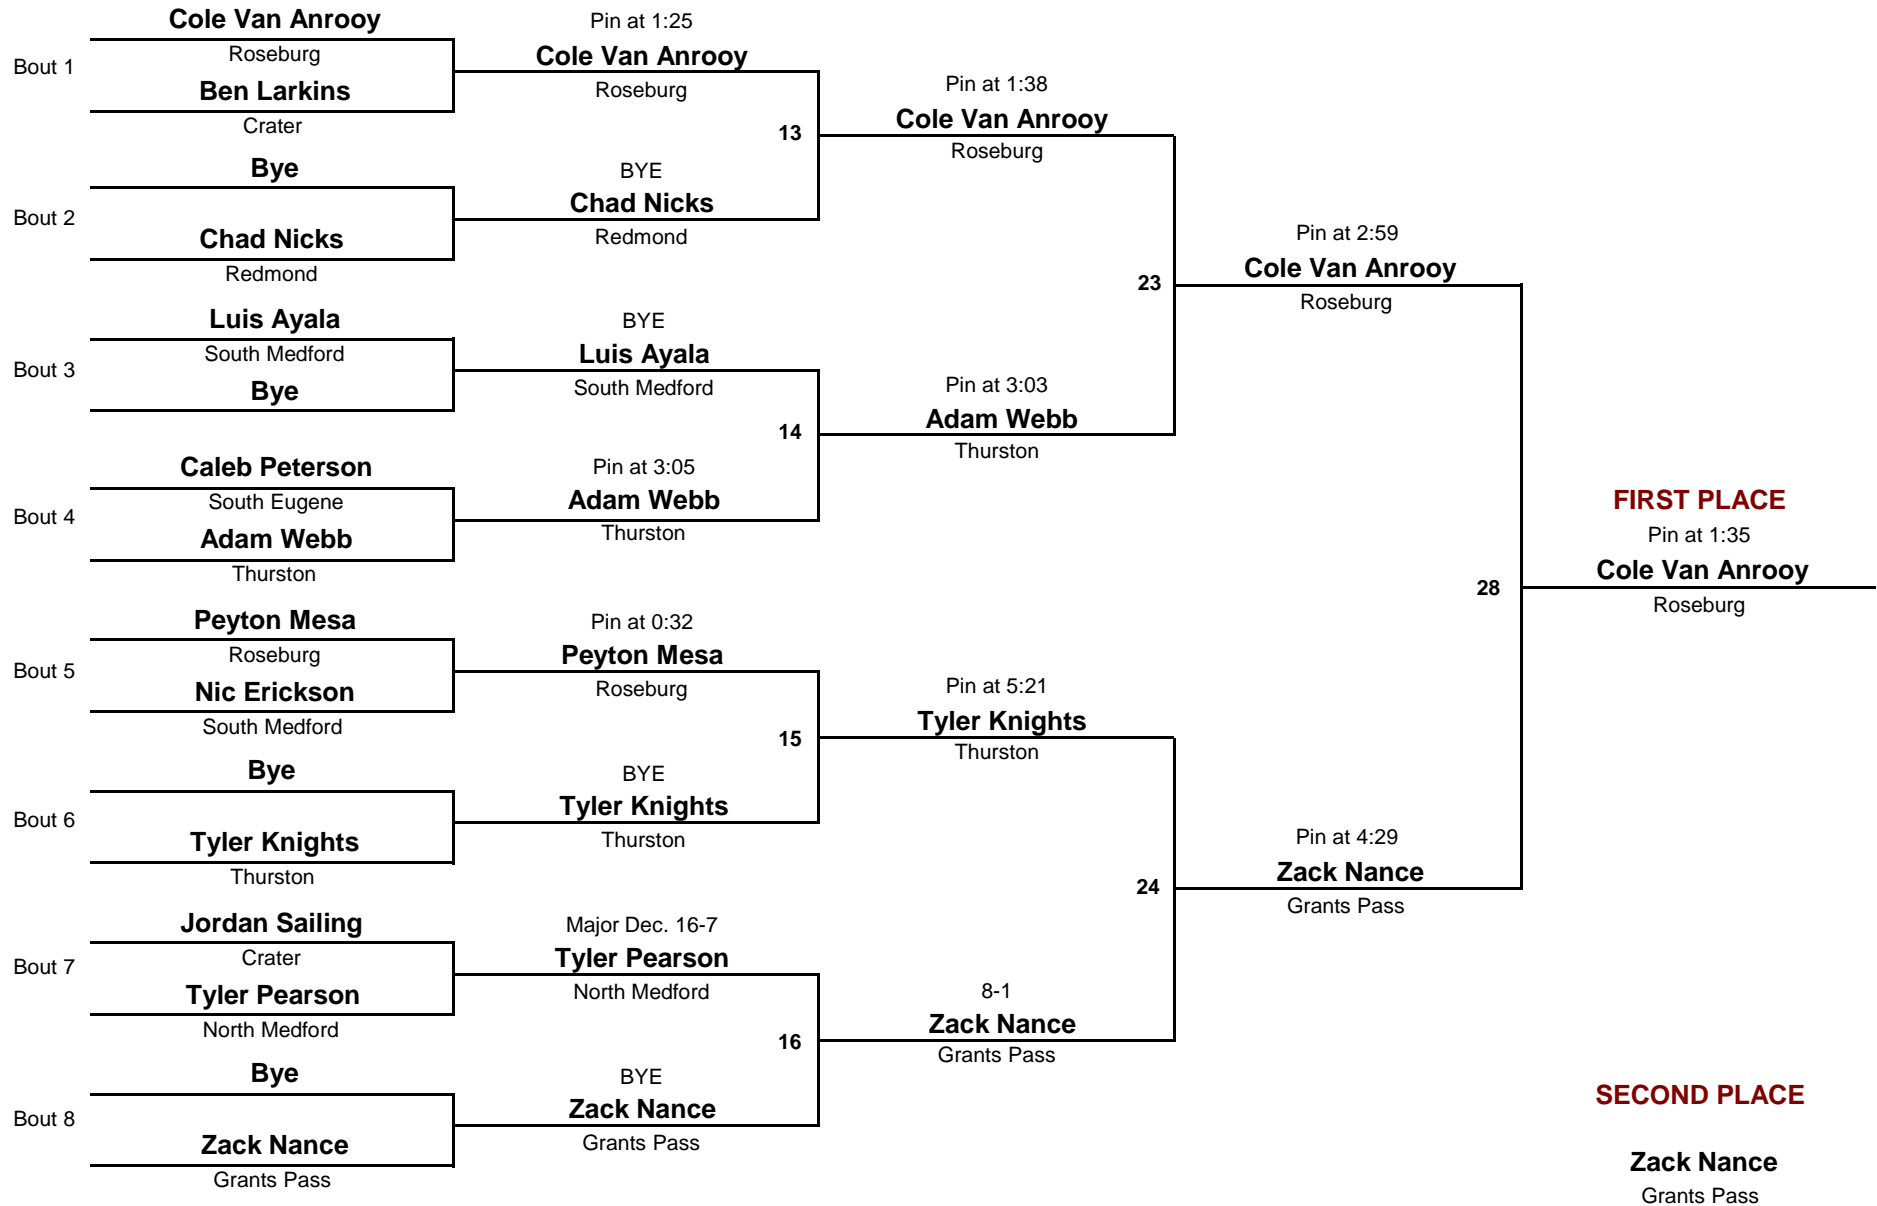 Cole Van Anrooy
Bout 1
Roseburg
Ben Larkins
Crater
Bye
Bout 2
Chad Nicks
Redmond
Luis Ayala
Bout 3
South Medford
Bye
Caleb Peterson
Bout 4
South Eugene
Adam Webb
Thurston
Peyton Mesa
Bout 5
Roseburg
Nic Erickson
South Medford
Bye
Bout 6
Tyler Knights
Thurston
Jordan Sailing
Bout 7
Crater
Tyler Pearson
North Medford
Bye
Bout 8
Zack Nance
Grants Pass
Pin at 1:25
Cole Van Anrooy
Roseburg
13
BYE
Chad Nicks
Redmond
BYE
Luis Ayala
South Medford
14
Pin at 3:05
Adam Webb
Thurston
Pin at 0:32
Peyton Mesa
Roseburg
15
BYE
Tyler Knights
Thurston
Major Dec. 16-7
Tyler Pearson
North Medford
16
BYE
Zack Nance
Grants Pass
Pin at 1:38
Cole Van Anrooy
Roseburg
23
Pin at 3:03
Adam Webb
Thurston
Pin at 5:21
Tyler Knights
Thurston
24
8-1
Zack Nance
Grants Pass
Pin at 2:59
Cole Van Anrooy
Roseburg
28
Pin at 4:29
Zack Nance
Grants Pass
FIRST PLACE
Pin at 1:35
Cole Van Anrooy
Roseburg
SECOND PLACE
Zack Nance
Grants Pass